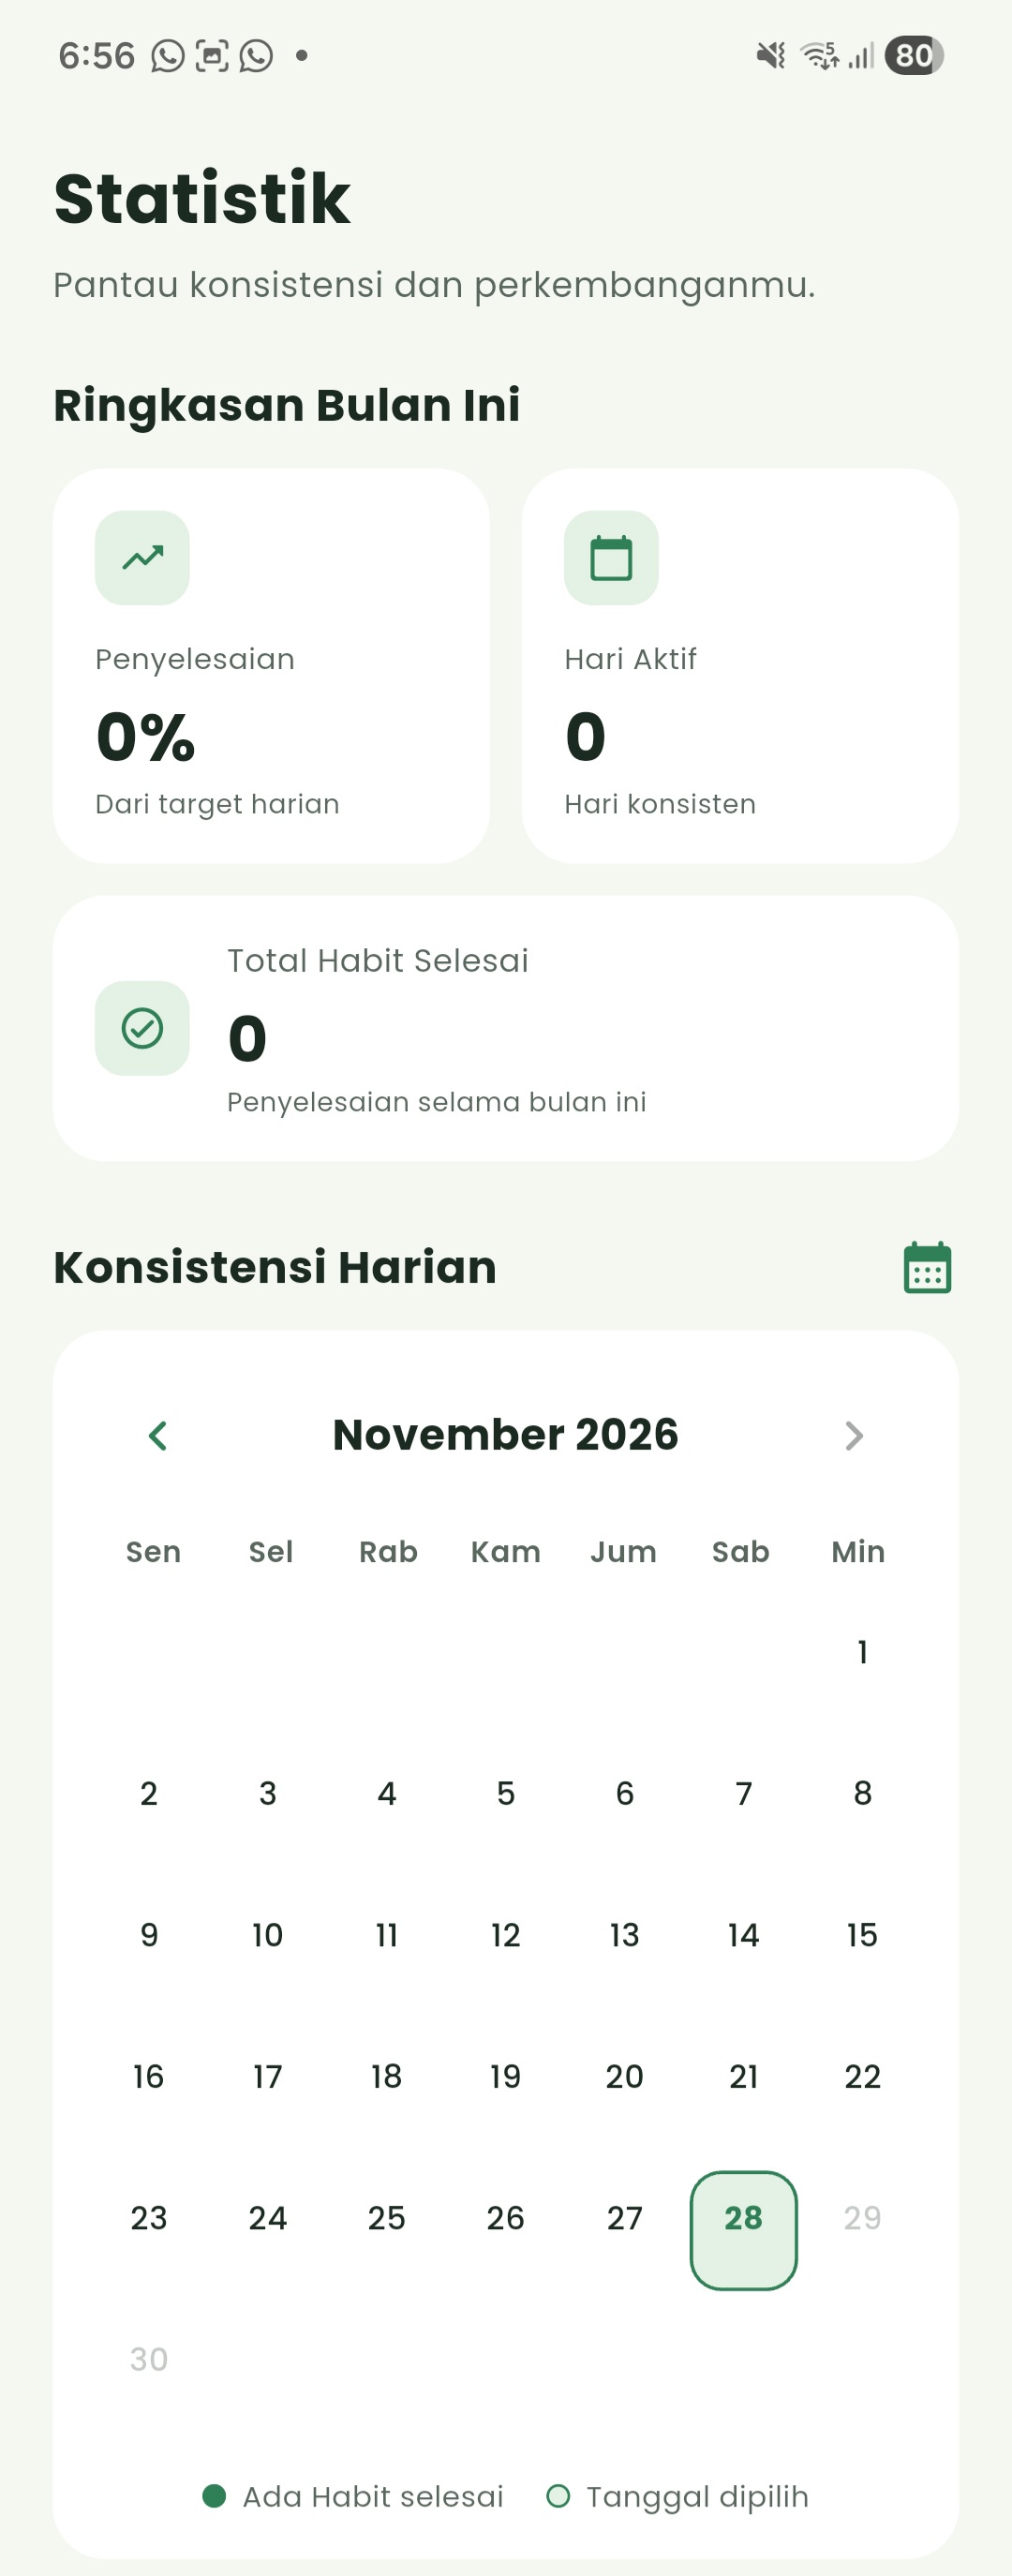 6:56
5
80
Statistik
Pantau konsistensi dan perkembanganmu.
Ringkasan Bulan Ini
Penyelesaian
0%
Dari target harian
Hari Aktif
0
Hari konsisten
Total Habit Selesai
0
Penyelesaian selama bulan ini
Konsistensi Harian
November 2026
Sen Sel Rab Kam Jum Sab Min
1
2 3 4 5 6 7 8
9 10 11 12 13 14 15
16 17 18 19 20 21 22
23 24 25 26 27 28 29
30
Ada Habit selesai Tanggal dipilih